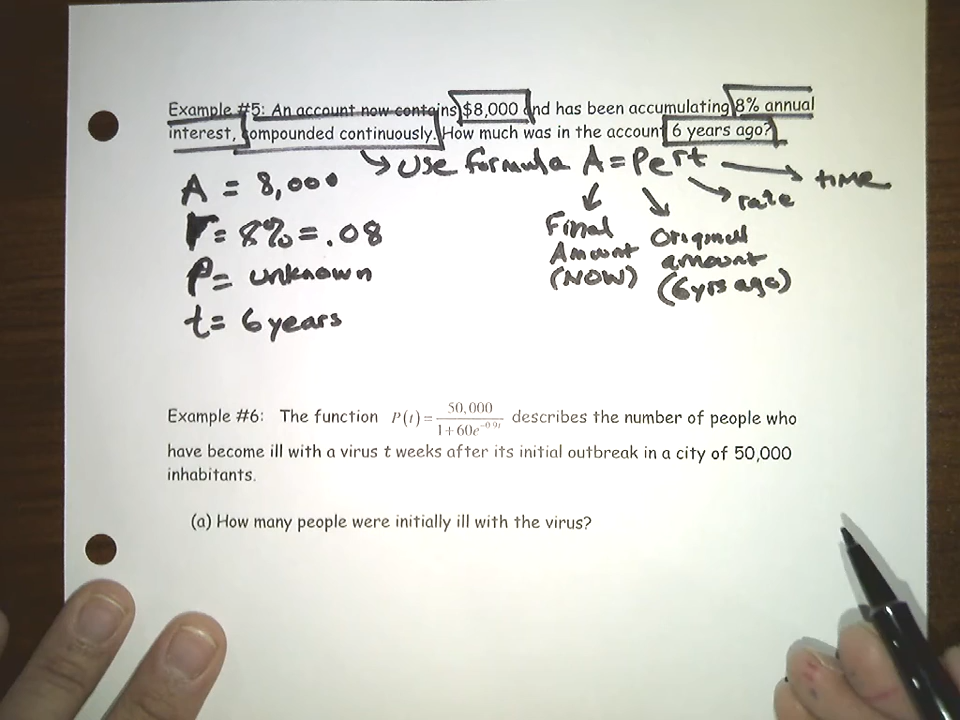 Example #5: An account now contains $8,000 and has been accumulating 8% annual
interest, compounded continuously. How much was in the account 6 years ago?
→ Use formula A = Pert → time
→ rate
A = 8,000
r = 8% = .08
P = unknown
t = 6 years
Final
Amount
(NOW)
Original
amount
(6yrs ago)
Example #6: The function P(t) = 50,000 / 1+60e^-0.9t describes the number of people who
have become ill with a virus t weeks after its initial outbreak in a city of 50,000
inhabitants.
(a) How many people were initially ill with the virus?